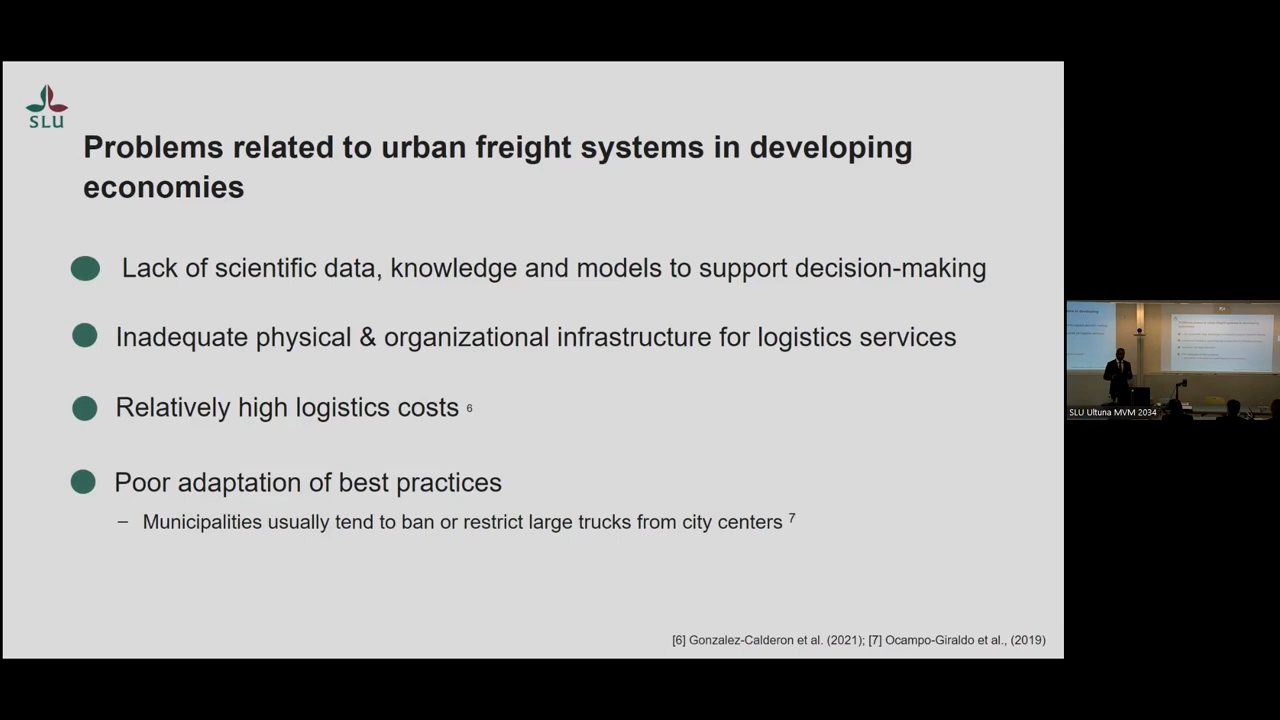 SLU
Problems related to urban freight systems in developing
economies
Lack of scientific data, knowledge and models to support decision-making
Inadequate physical & organizational infrastructure for logistics services
Relatively high logistics costs 6
Poor adaptation of best practices
– Municipalities usually tend to ban or restrict large trucks from city centers 7
[6] Gonzalez-Calderon et al. (2021); [7] Ocampo-Giraldo et al., (2019)
SLU Ultuna MVM 2034